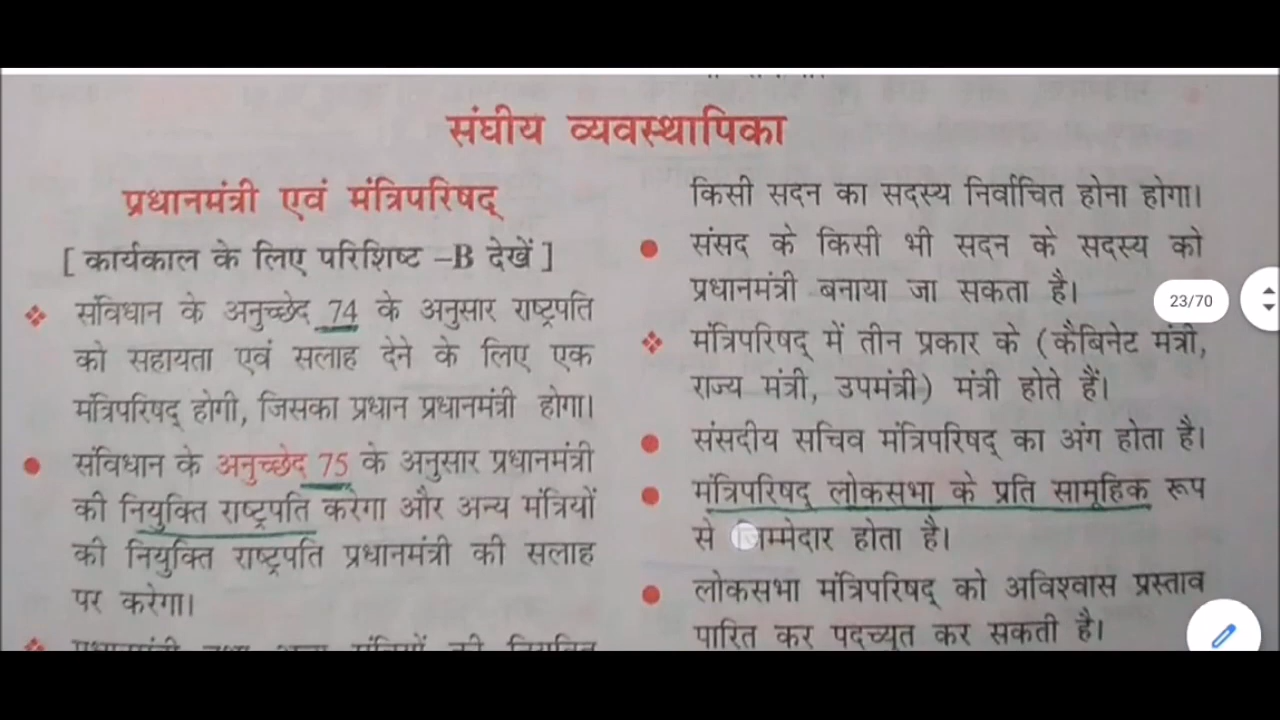 संघीय व्यवस्थापिका
प्रधानमंत्री एवं मंत्रिपरिषद्
[ कार्यकाल के लिए परिशिष्ट –B देखें ]
संविधान के अनुच्छेद 74 के अनुसार राष्ट्रपति
को सहायता एवं सलाह देने के लिए एक
मंत्रिपरिषद् होगी, जिसका प्रधान प्रधानमंत्री होगा।
संविधान के अनुच्छेद 75 के अनुसार प्रधानमंत्री
की नियुक्ति राष्ट्रपति करेगा और अन्य मंत्रियों
की नियुक्ति राष्ट्रपति प्रधानमंत्री की सलाह
पर करेगा।
किसी सदन का सदस्य निर्वाचित होना होगा।
संसद के किसी भी सदन के सदस्य को
प्रधानमंत्री बनाया जा सकता है।
मंत्रिपरिषद् में तीन प्रकार के (कैबिनेट मंत्री,
राज्य मंत्री, उपमंत्री) मंत्री होते हैं।
संसदीय सचिव मंत्रिपरिषद् का अंग होता है।
मंत्रिपरिषद् लोकसभा के प्रति सामूहिक रूप
से जिम्मेदार होता है।
लोकसभा मंत्रिपरिषद् को अविश्वास प्रस्ताव
पारित कर पदच्युत कर सकती है।
23/70